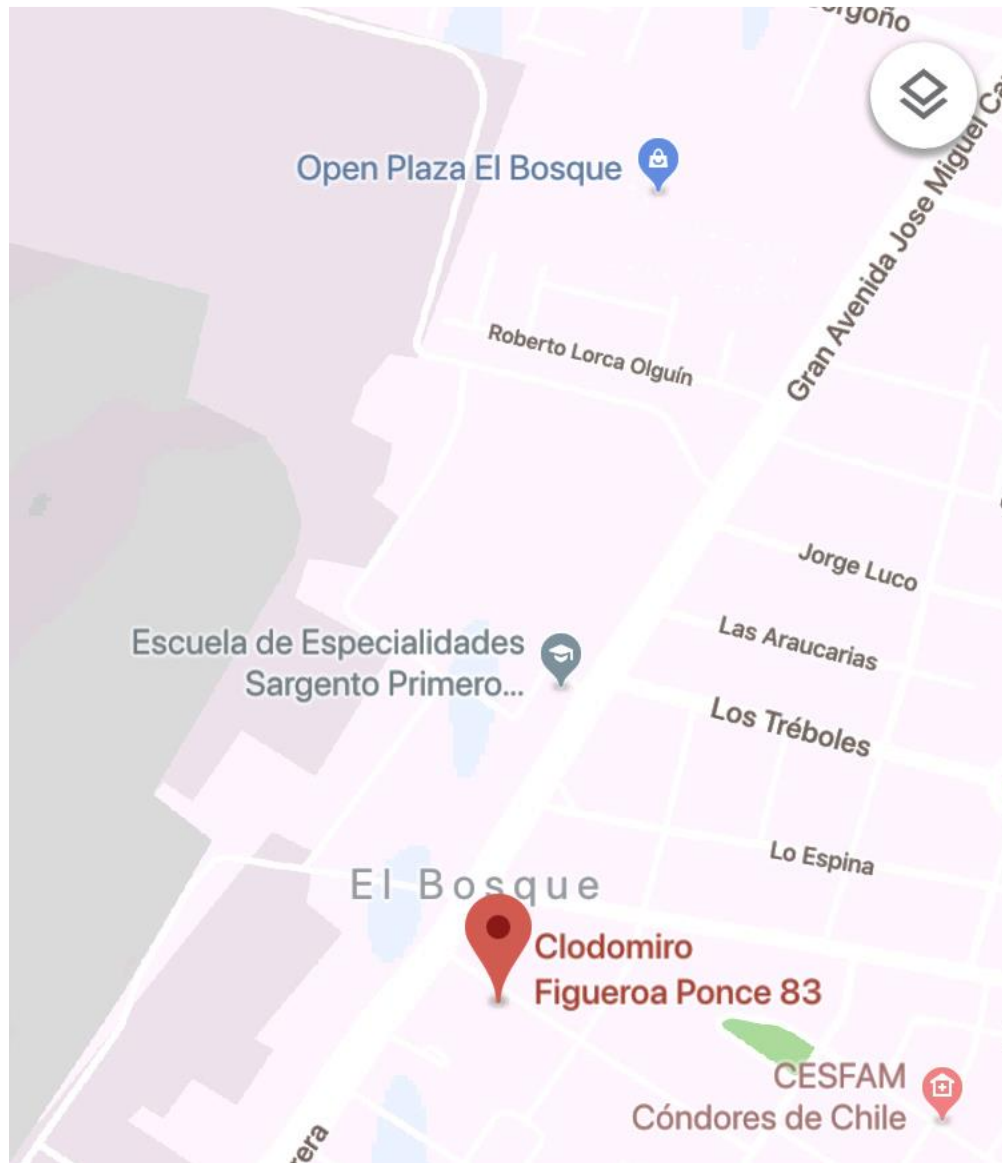 Open Plaza El Bosque
Gran Avenida Jose Miguel
Roberto Lorca Olguín
Jorge Luco
Las Araucarias
Escuela de Especialidades
Sargento Primero...
Los Tréboles
Lo Espina
El Bosque
Clodomiro
Figueroa Ponce 83
CESFAM
Cóndores de Chile